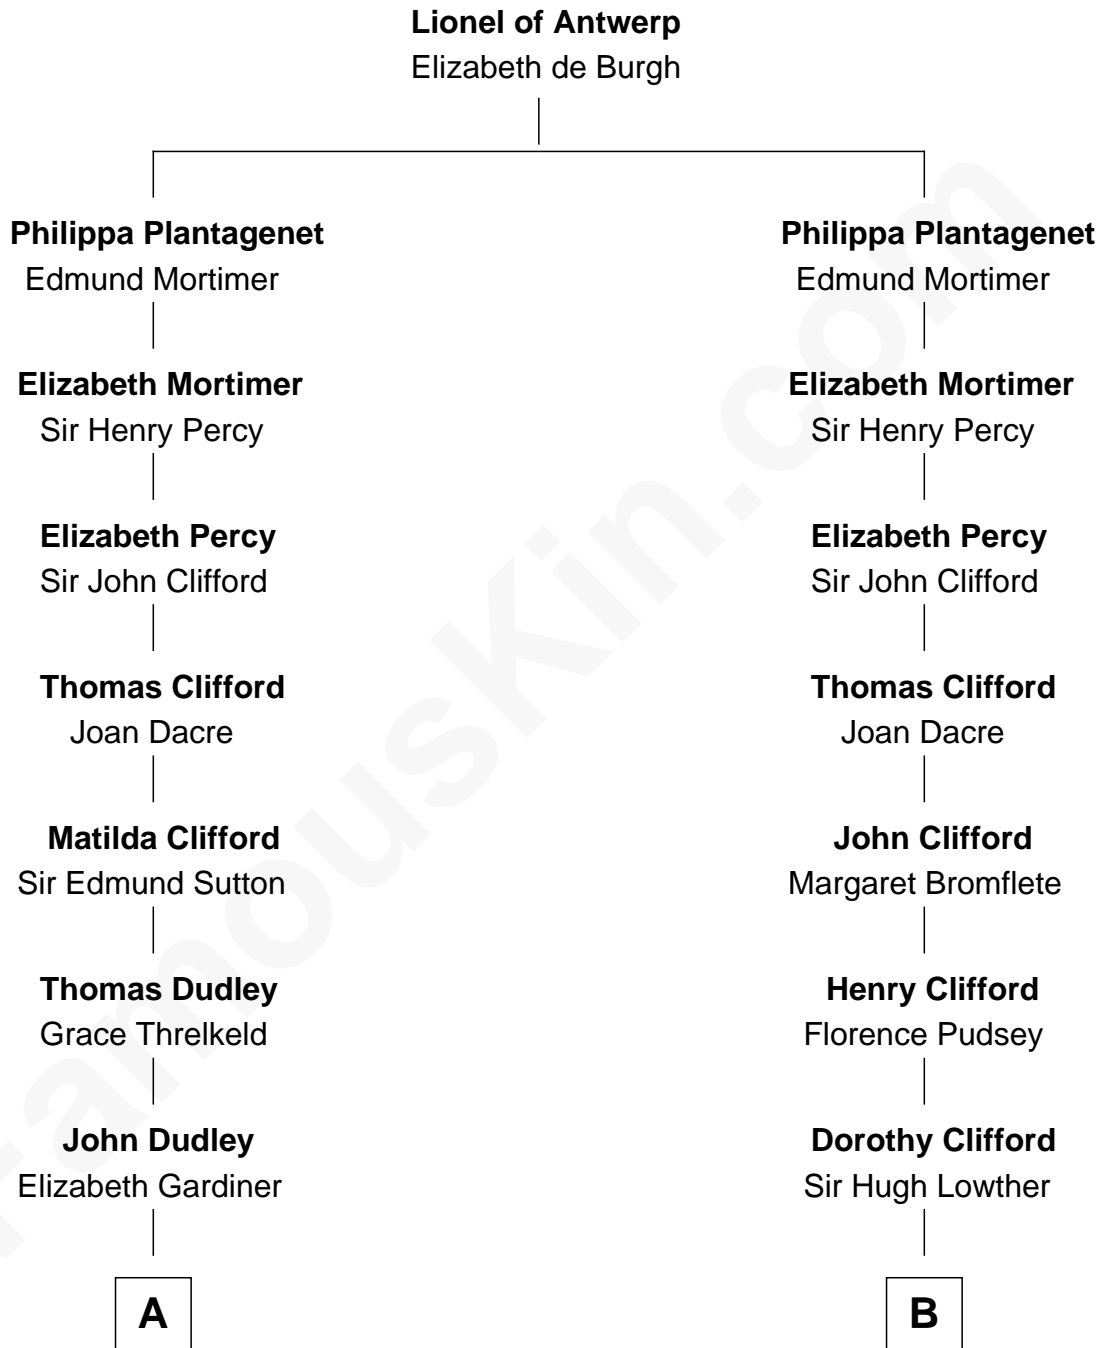 Lionel of Antwerp
Elizabeth de Burgh
Philippa Plantagenet
Edmund Mortimer
Elizabeth Mortimer
Sir Henry Percy
Elizabeth Percy
Sir John Clifford
Thomas Clifford
Joan Dacre
Matilda Clifford
Sir Edmund Sutton
Thomas Dudley
Grace Threlkeld
John Dudley
Elizabeth Gardiner
A
Philippa Plantagenet
Edmund Mortimer
Elizabeth Mortimer
Sir Henry Percy
Elizabeth Percy
Sir John Clifford
Thomas Clifford
Joan Dacre
John Clifford
Margaret Bromflete
Henry Clifford
Florence Pudsey
Dorothy Clifford
Sir Hugh Lowther
B
FamousKin.com